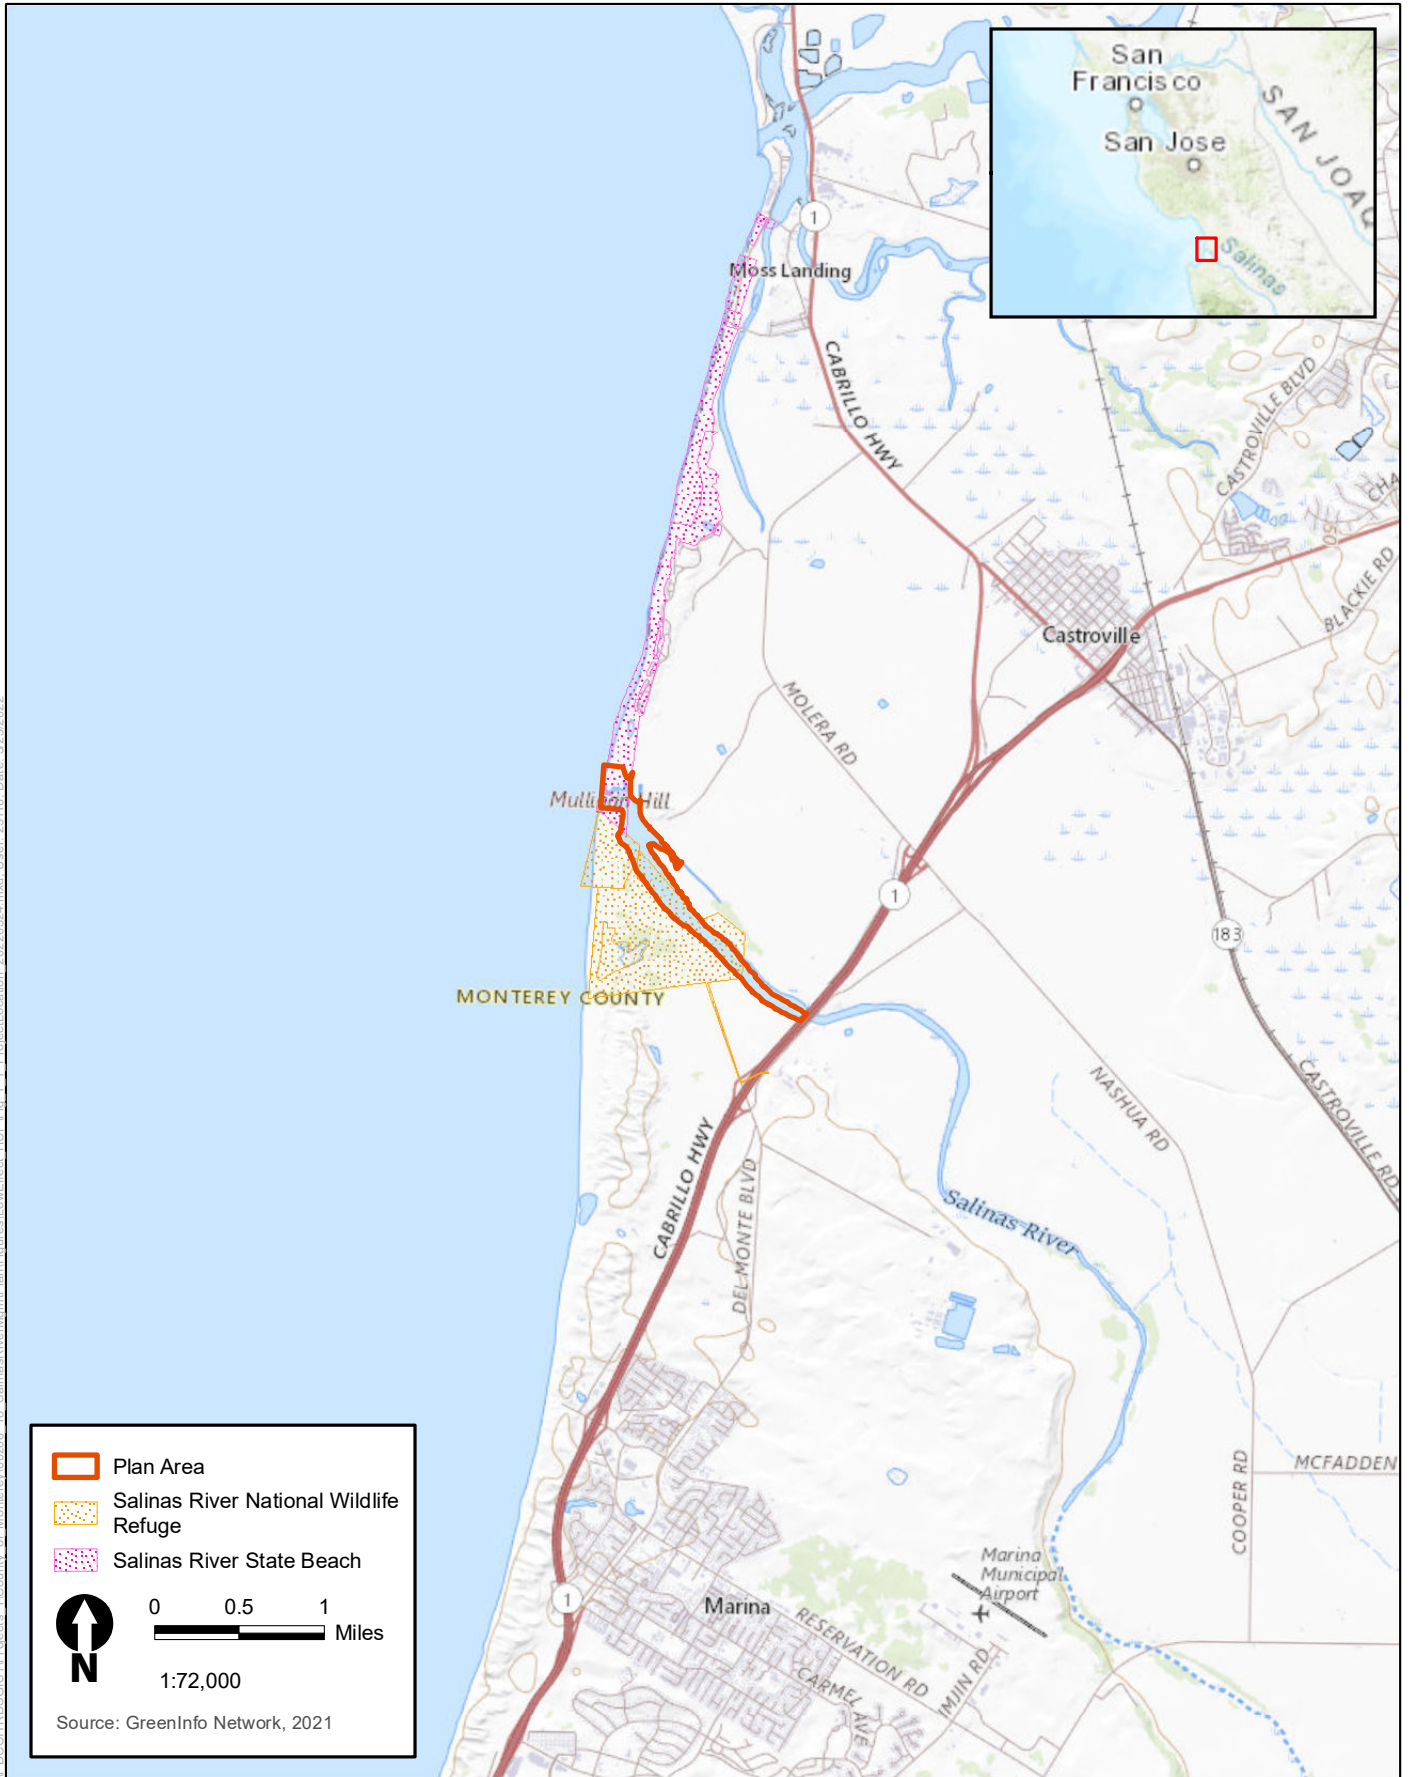 San
Francisco
San Jose
SAN JOAQ
Salinas
1
Moss Landing
CABRILLO HWY
CASTROVILLE BLVD
CHA
50
BLACKIE RD
Castroville
MOLERA RD
Mulligan Hill
1
183
MONTEREY COUNTY
NASHUA RD
CASTROVILLE RD
CABRILLO HWY
DEL MONTE BLVD
Salinas River
COOPER RD
MCFADDEN
Marina
Municipal
Airport
1
Marina
RESERVATION RD
CARMEL AVE
IMJIN RD
Plan Area
Salinas River National Wildlife
Refuge
Salinas River State Beach
0 0.5 1
Miles
N
1:72,000
Source: GreenInfo Network, 2021